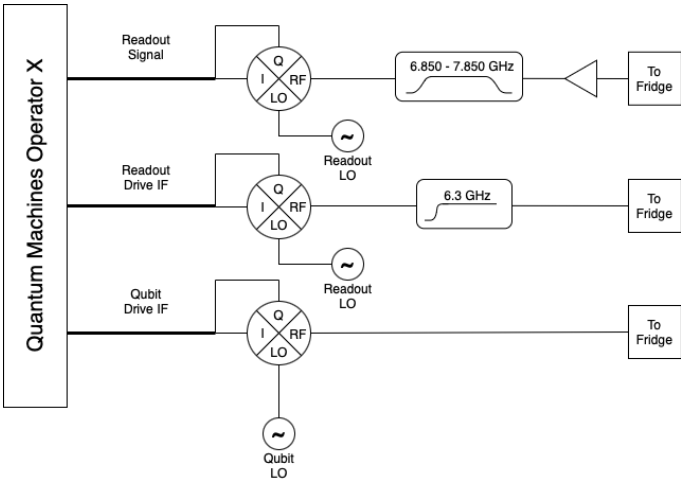 Quantum Machines Operator X
Readout
Signal
Q
I
RF
LO
~
Readout
LO
6.850 - 7.850 GHz
To
Fridge
Readout
Drive IF
Q
I
RF
LO
~
Readout
LO
6.3 GHz
To
Fridge
Qubit
Drive IF
Q
I
RF
LO
~
Qubit
LO
To
Fridge